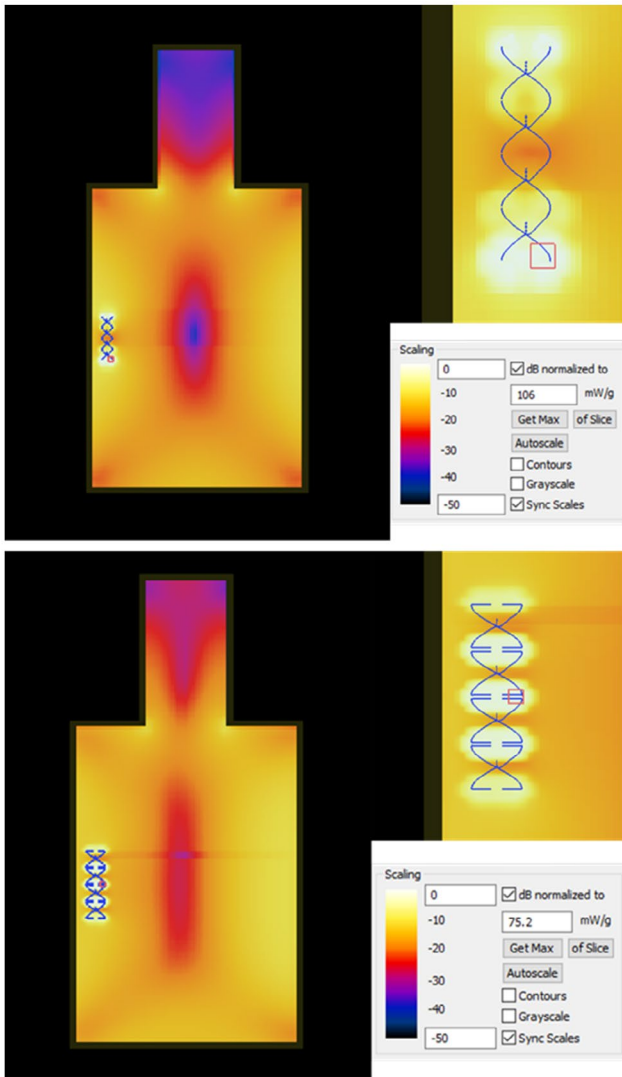 Scaling
0
dB normalized to
-10
106 mW/g
-20
Get Max of Slice
-30
Autoscale
Contours
-40
Grayscale
-50
Sync Scales
Scaling
0
dB normalized to
-10
75.2 mW/g
-20
Get Max of Slice
-30
Autoscale
Contours
-40
Grayscale
-50
Sync Scales